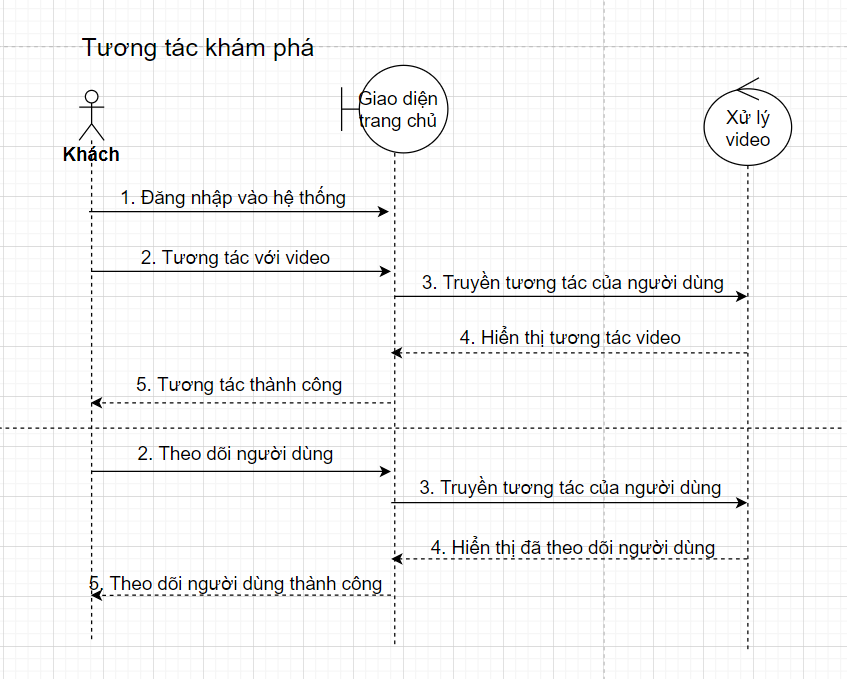 Tương tác khám phá
Giao diện
trang chủ
Xử lý
video
Khách
1. Đăng nhập vào hệ thống
2. Tương tác với video
3. Truyền tương tác của người dùng
4. Hiển thị tương tác video
5. Tương tác thành công
2. Theo dõi người dùng
3. Truyền tương tác của người dùng
4. Hiển thị đã theo dõi người dùng
5. Theo dõi người dùng thành công